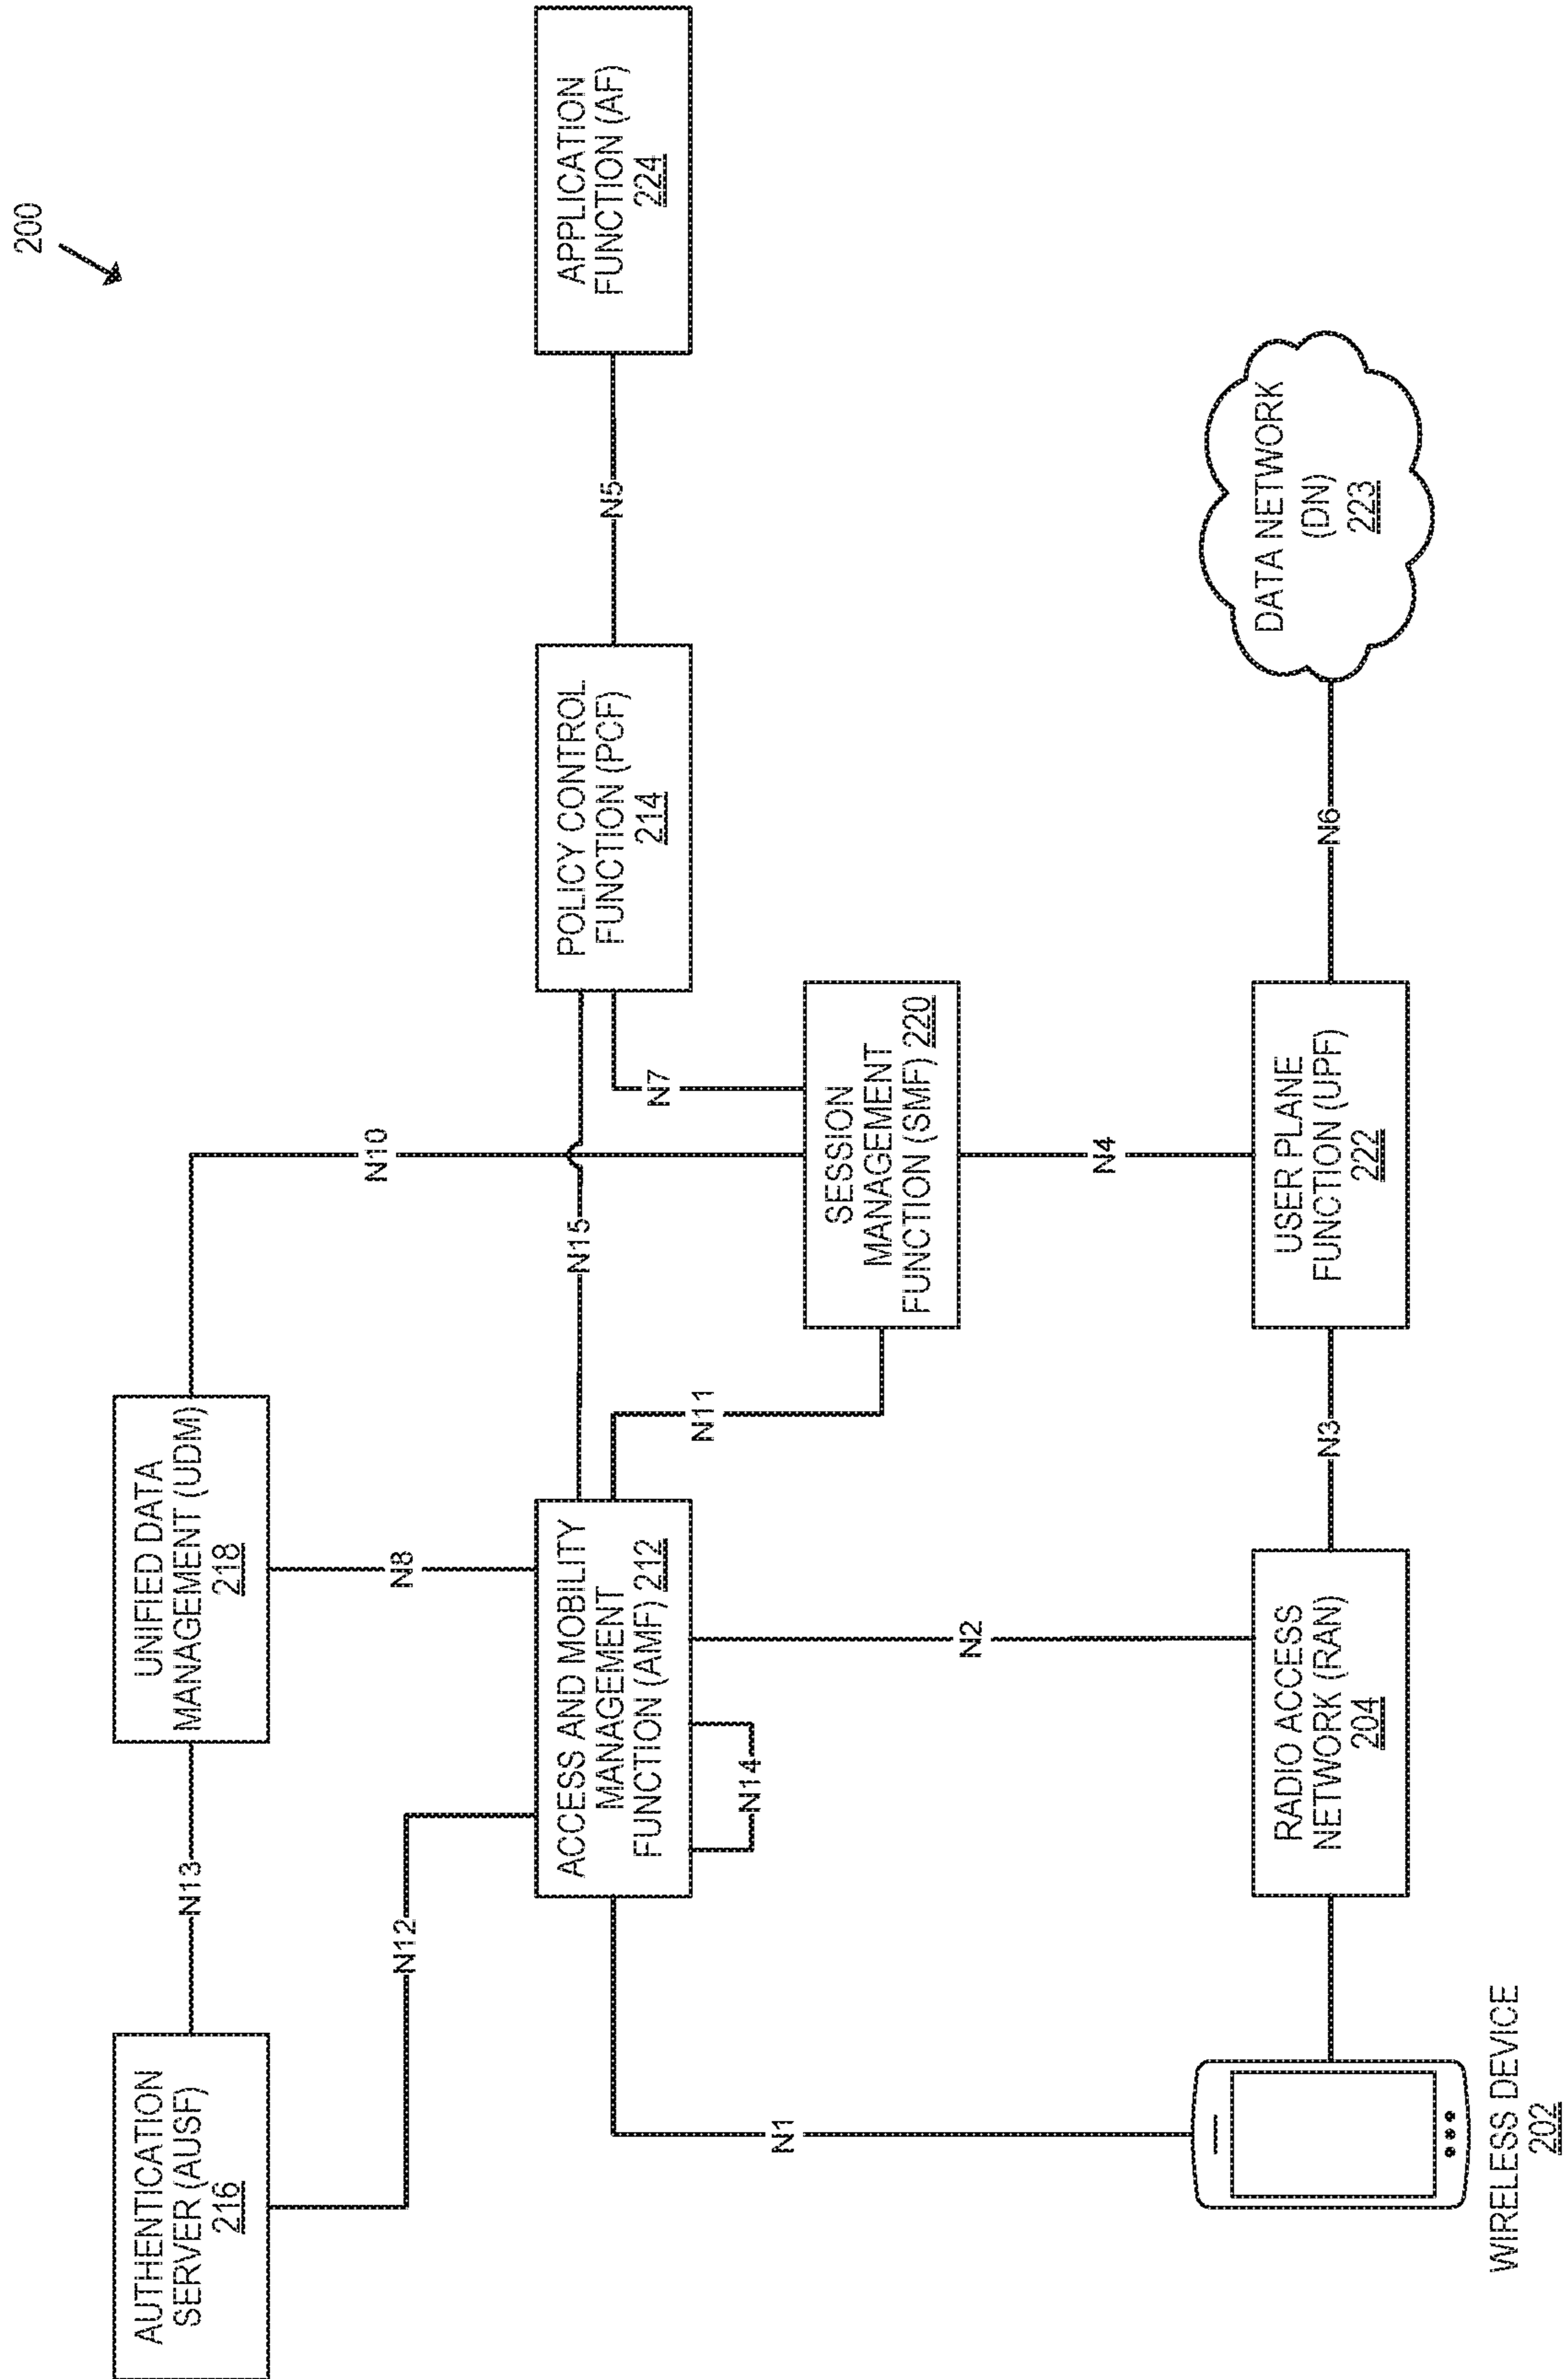 200
AUTHENTICATION
SERVER (AUSF)
216
N13
UNIFIED DATA
MANAGEMENT (UDM)
218
N12
N8
N10
ACCESS AND MOBILITY
MANAGEMENT
FUNCTION (AMF) 212
N15
POLICY CONTROL
FUNCTION (PCF)
214
N5
APPLICATION
FUNCTION (AF)
224
N14
N11
N7
SESSION
MANAGEMENT
FUNCTION (SMF) 220
N1
N2
N4
RADIO ACCESS
NETWORK (RAN)
204
N3
USER PLANE
FUNCTION (UPF)
222
N6
DATA NETWORK
(DN)
223
WIRELESS DEVICE
202